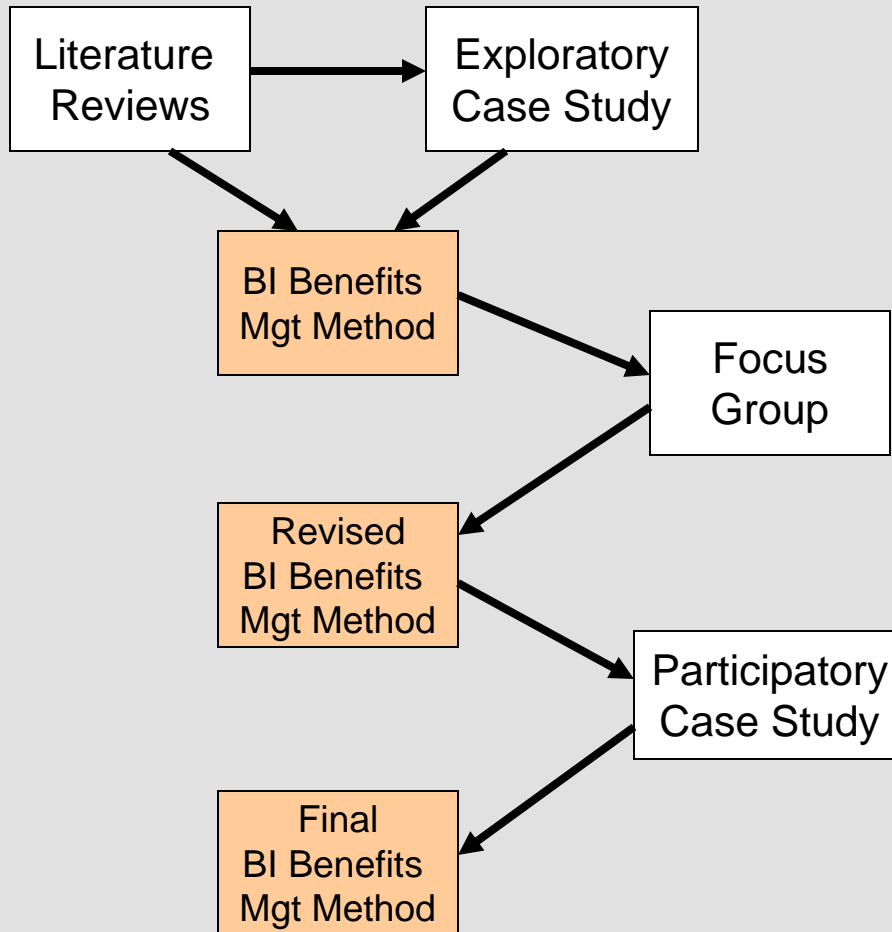 Literature
Reviews
Exploratory
Case Study
BI Benefits
Mgt Method
Focus
Group
Revised
BI Benefits
Mgt Method
Participatory
Case Study
Final
BI Benefits
Mgt Method